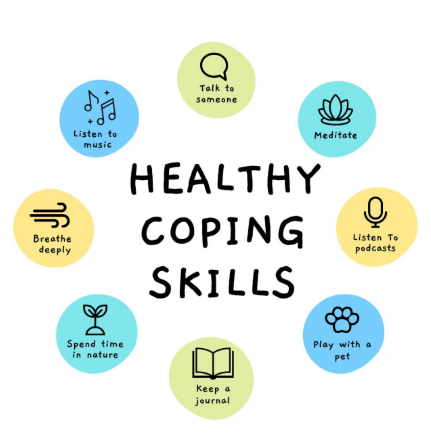 HEALTHY
COPING
SKILLS
Talk to
someone
Meditate
Listen To
podcasts
Play with a
pet
Keep a
journal
Spend time
in nature
Breathe
deeply
Listen to
music